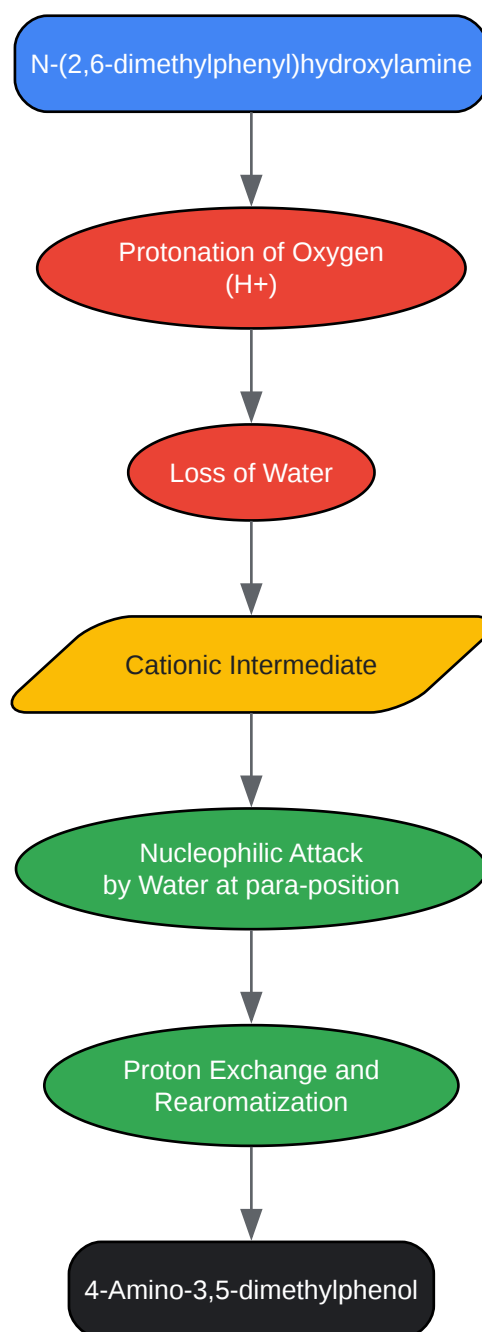 N-(2,6-dimethylphenyl)hydroxylamine
Protonation of Oxygen
(H+)
Loss of Water
Cationic Intermediate
Nucleophilic Attack
by Water at para-position
Proton Exchange and
Rearomatization
4-Amino-3,5-dimethylphenol